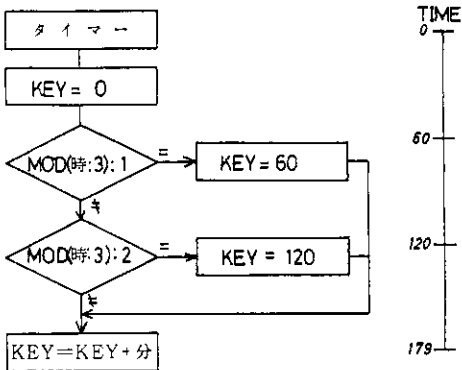 タイマー
KEY = 0
MOD(時:3):1
=
KEY = 60
≠
MOD(時:3):2
=
KEY = 120
≠
KEY=KEY+分
TIME
0
60
120
179